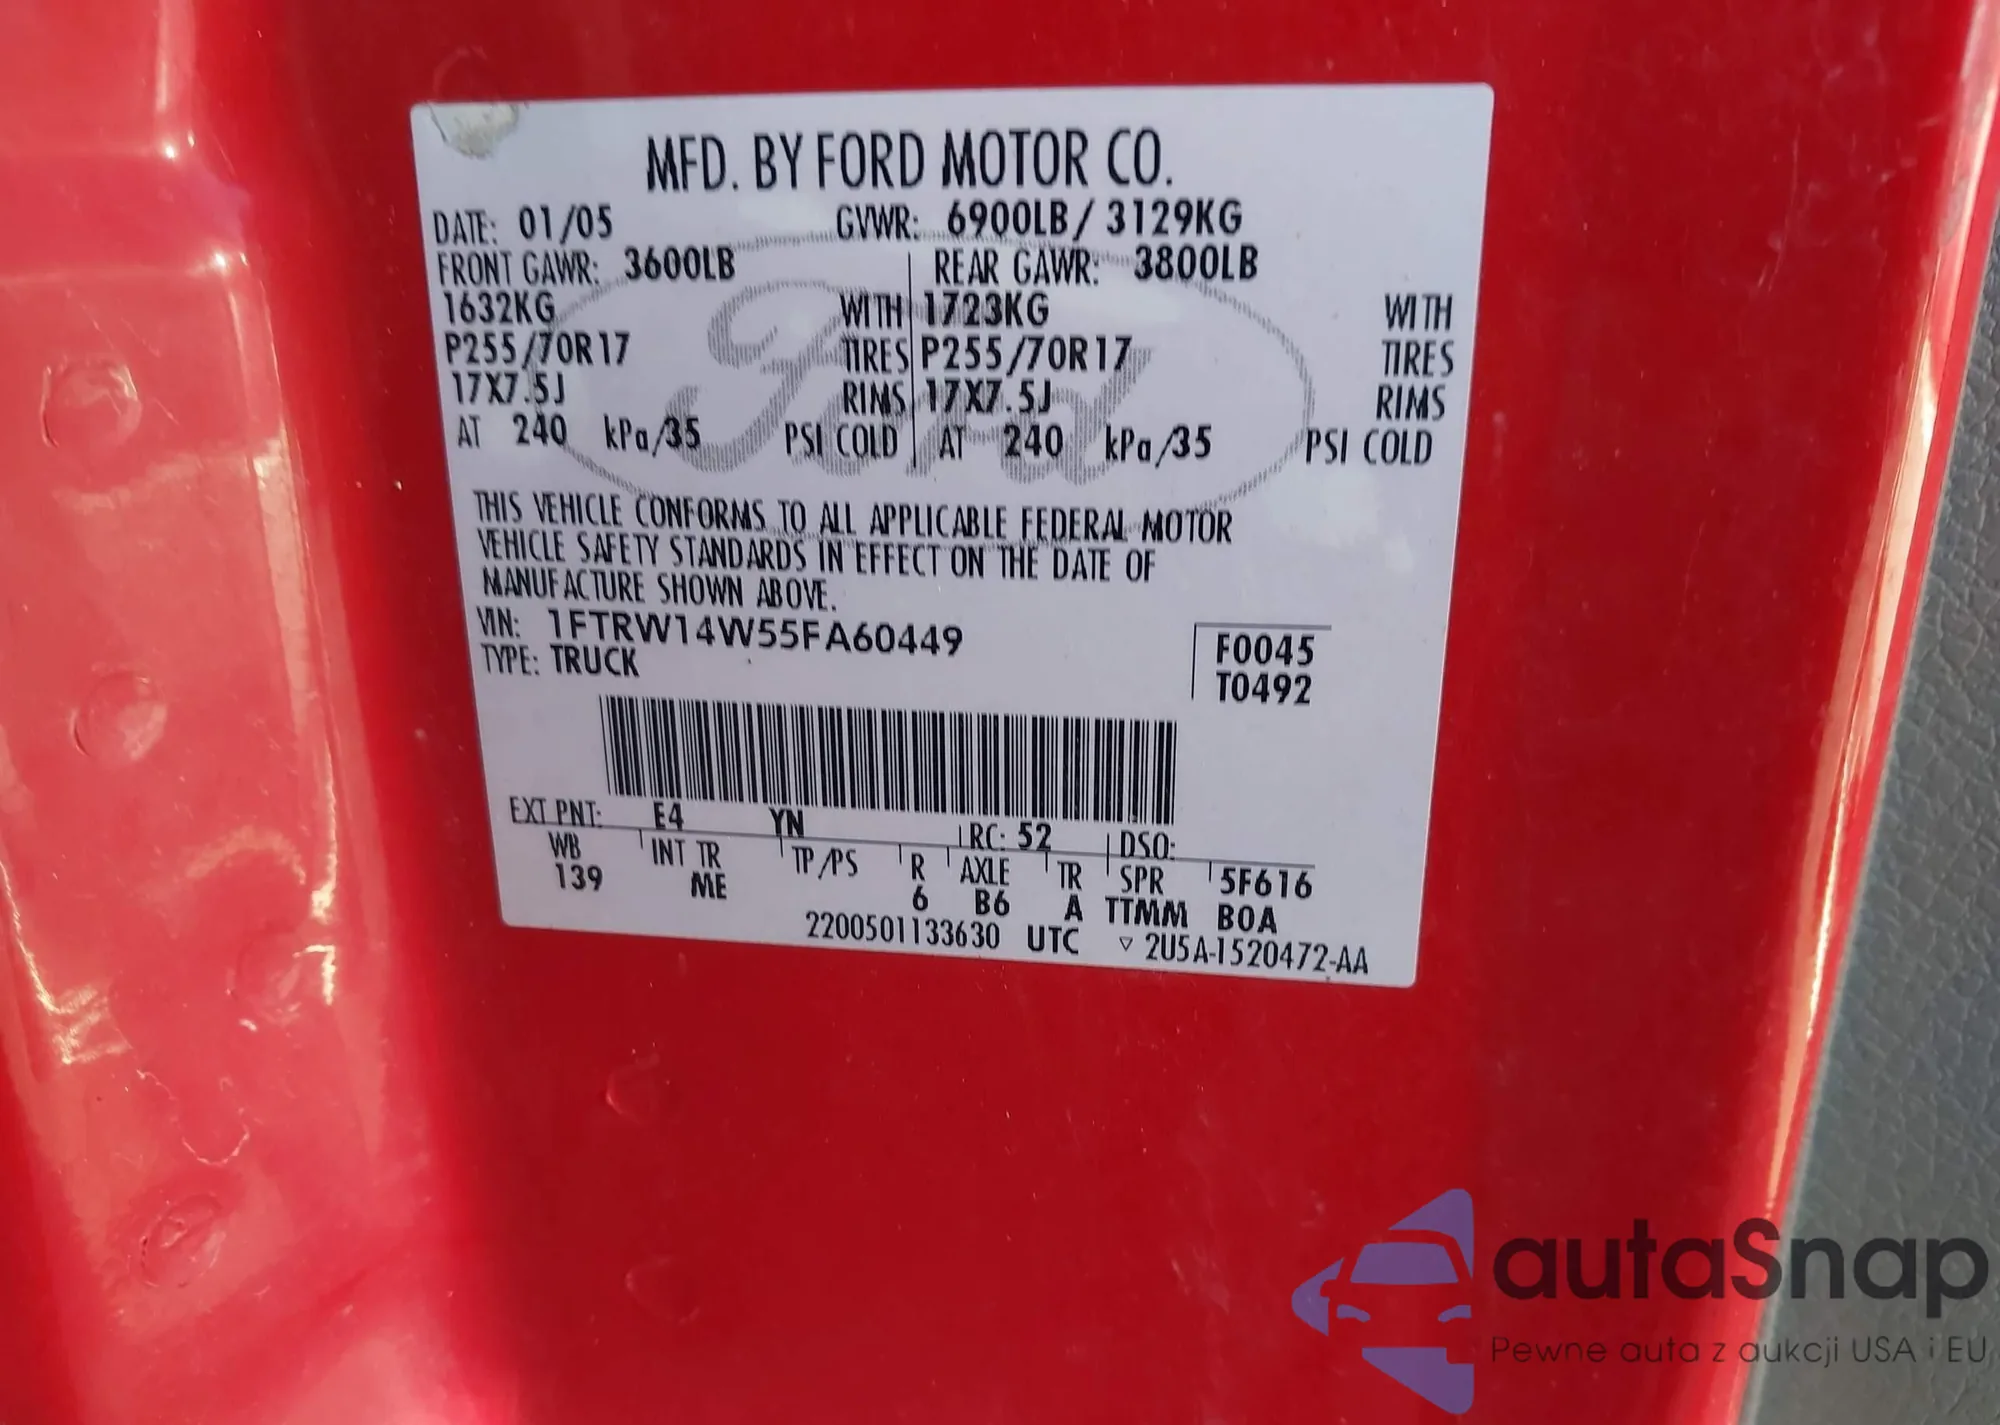 MFD. BY FORD MOTOR CO.
DATE: 01/05 GVWR: 6900LB / 3129KG
FRONT GAWR: 3600LB REAR GAWR: 3800LB
1632KG WITH 1723KG WITH
P255/70R17 TIRES P255/70R17 TIRES
17X7.5J RIMS 17X7.5J RIMS
AT 240 kPa/35 PSI COLD AT 240 kPa/35 PSI COLD
Ford
THIS VEHICLE CONFORMS TO ALL APPLICABLE FEDERAL MOTOR
VEHICLE SAFETY STANDARDS IN EFFECT ON THE DATE OF
MANUFACTURE SHOWN ABOVE.
VIN: 1FTRW14W55FA60449 F0045
TYPE: TRUCK T0492
EXT PNT: E4 YN RC: 52 DSO:
WB INT TR TP/PS R AXLE TR SPR 5F616
139 ME 6 B6 A TTMM B0A
2200501133630 UTC ▽ 2U5A-1520472-AA
autaSnap
Pewne auta z aukcji USA i EU